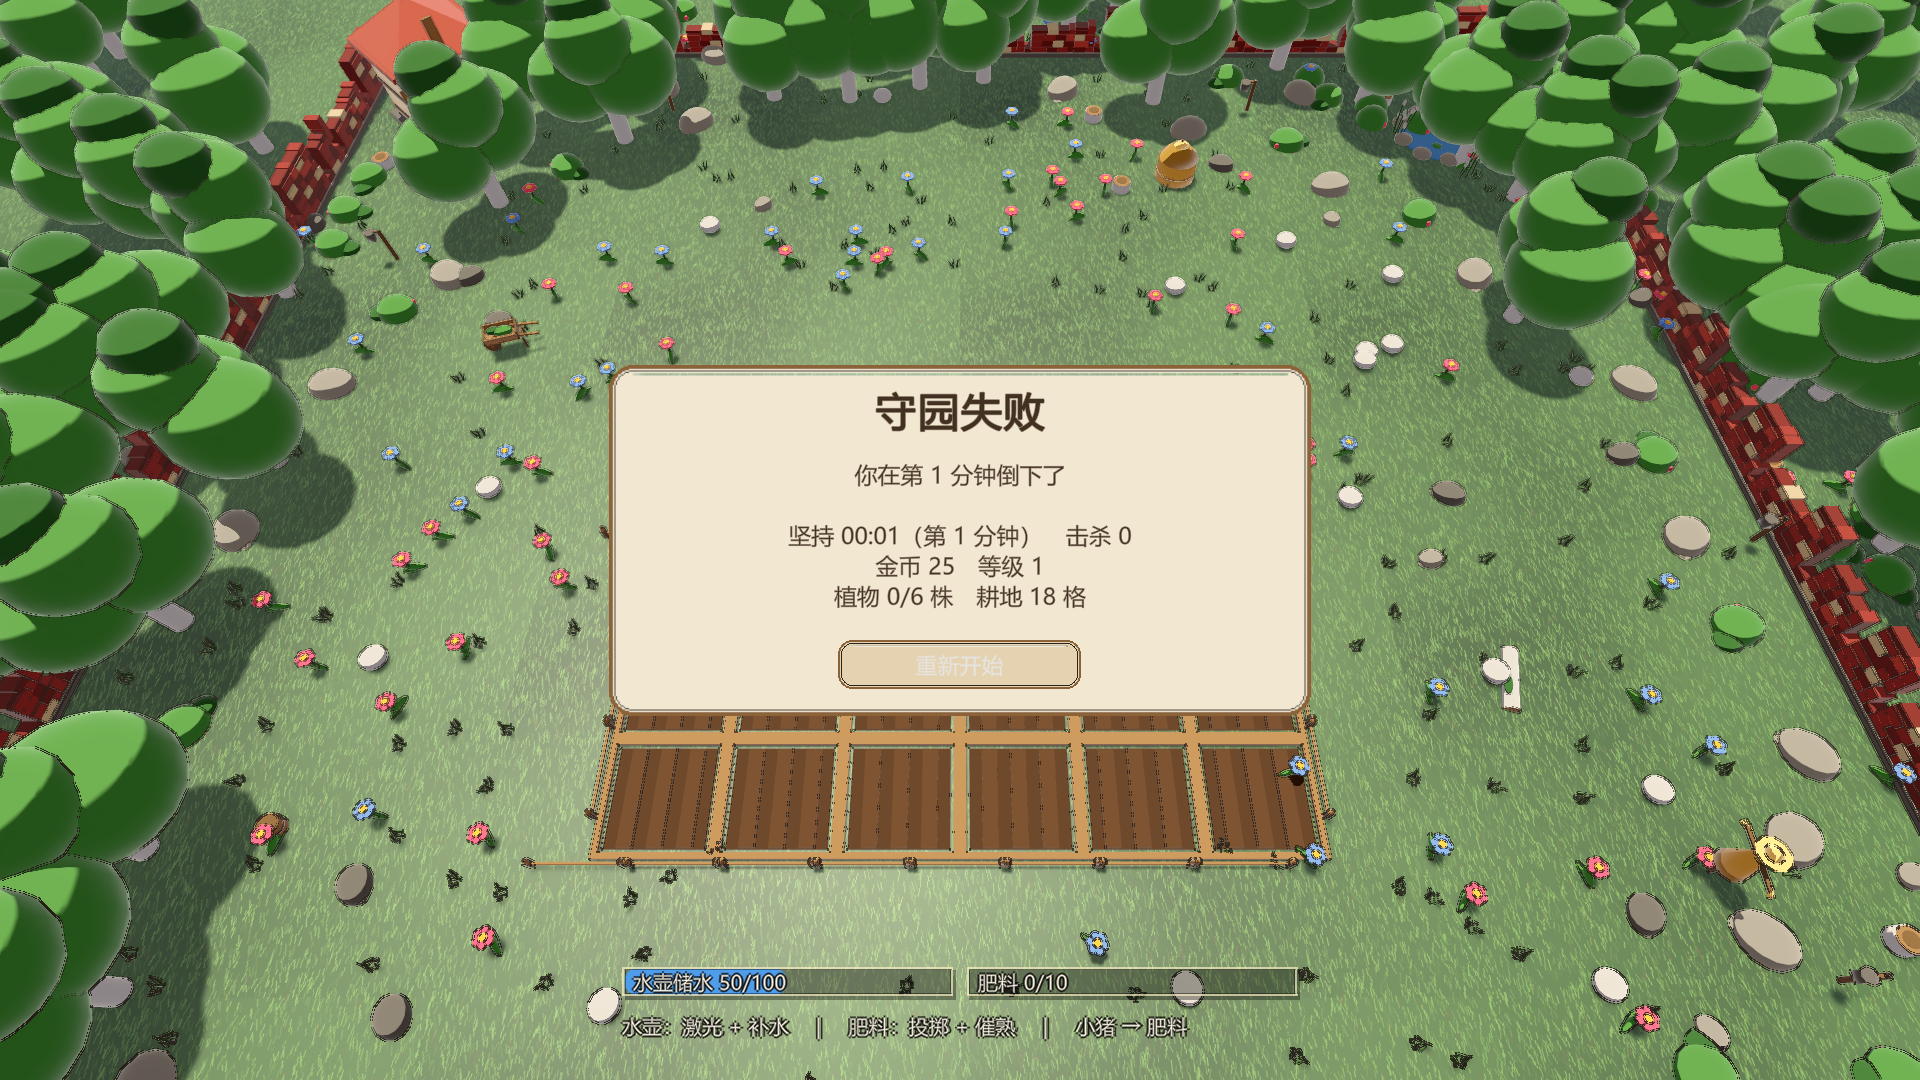 守园失败
你在第 1 分钟倒下了
坚持 00:01（第 1 分钟） 击杀 0
金币 25 等级 1
植物 0/6 株 耕地 18 格
重新开始
水壶储水 50/100 肥料 0/10
水壶：激光 + 补水 | 肥料：投掷 + 催熟 | 小猪 → 肥料